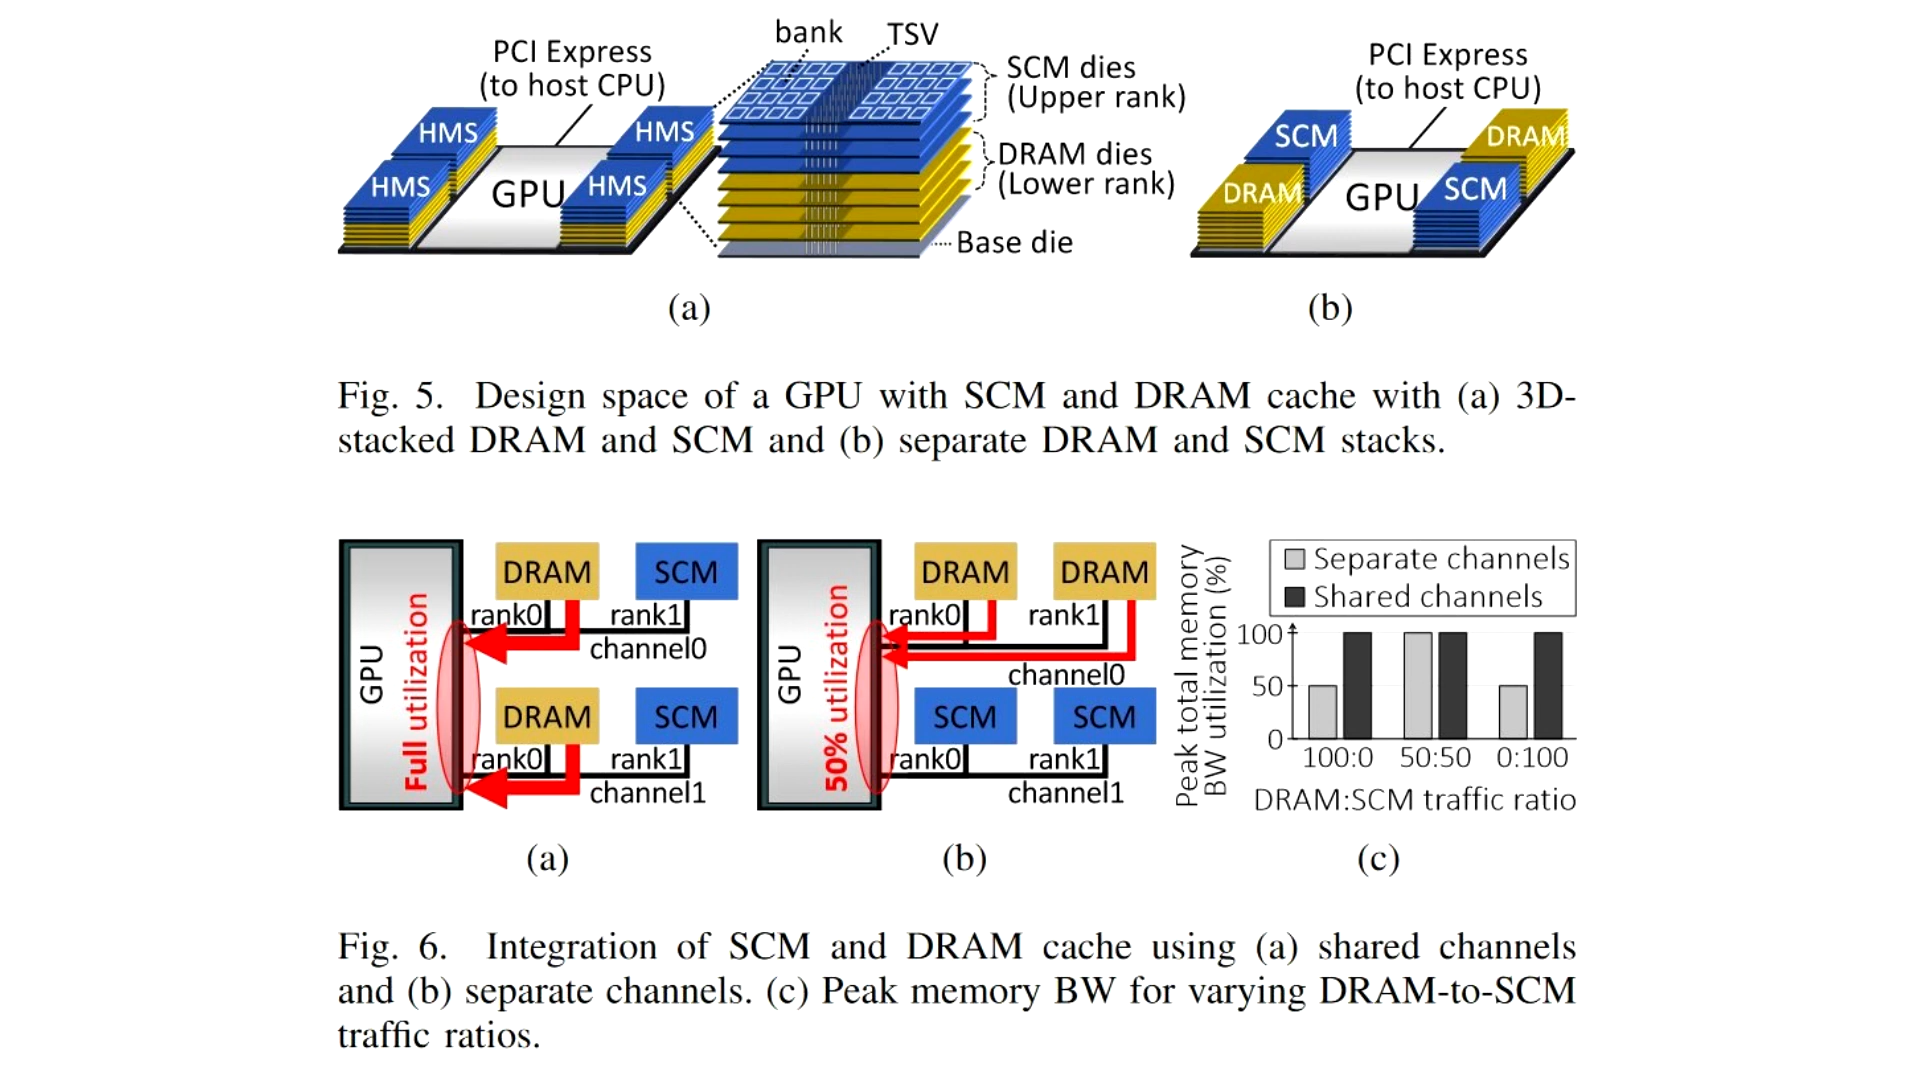 bank
TSV
PCI Express
(to host CPU)
SCM dies
(Upper rank)
HMS
HMS
HMS
HMS
GPU
DRAM dies
(Lower rank)
Base die
PCI Express
(to host CPU)
SCM
DRAM
DRAM
SCM
GPU
(a)
(b)
Fig. 5. Design space of a GPU with SCM and DRAM cache with (a) 3D-
stacked DRAM and SCM and (b) separate DRAM and SCM stacks.
GPU
Full utilization
DRAM
SCM
rank0
rank1
channel0
DRAM
SCM
rank0
rank1
channel1
GPU
50% utilization
DRAM
DRAM
rank0
rank1
channel0
SCM
SCM
rank0
rank1
channel1
Peak total memory
BW utilization (%)
Separate channels
Shared channels
100
50
0
100:0 50:50 0:100
DRAM:SCM traffic ratio
(a)
(b)
(c)
Fig. 6. Integration of SCM and DRAM cache using (a) shared channels
and (b) separate channels. (c) Peak memory BW for varying DRAM-to-SCM
traffic ratios.